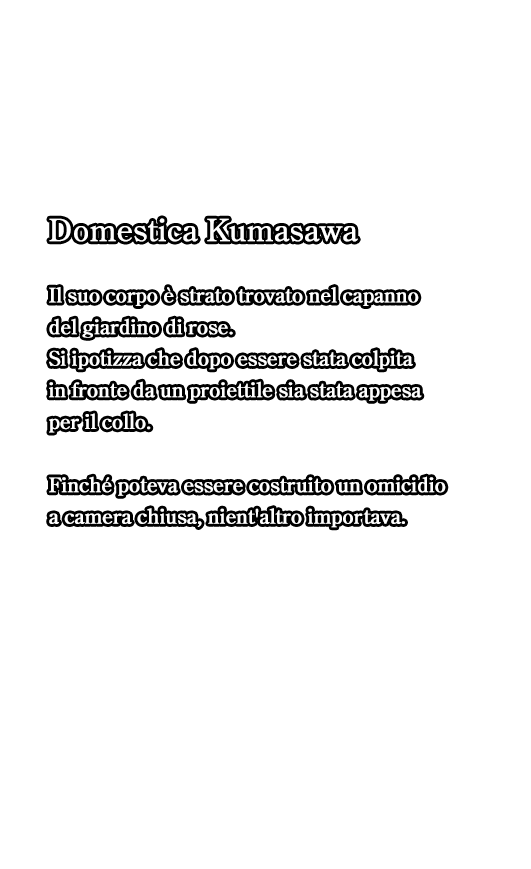 Domestica Kumasawa
Il suo corpo è strato trovato nel capanno
del giardino di rose.
Si ipotizza che dopo essere stata colpita
in fronte da un proiettile sia stata appesa
per il collo.
Finché poteva essere costruito un omicidio
a camera chiusa, nient'altro importava.